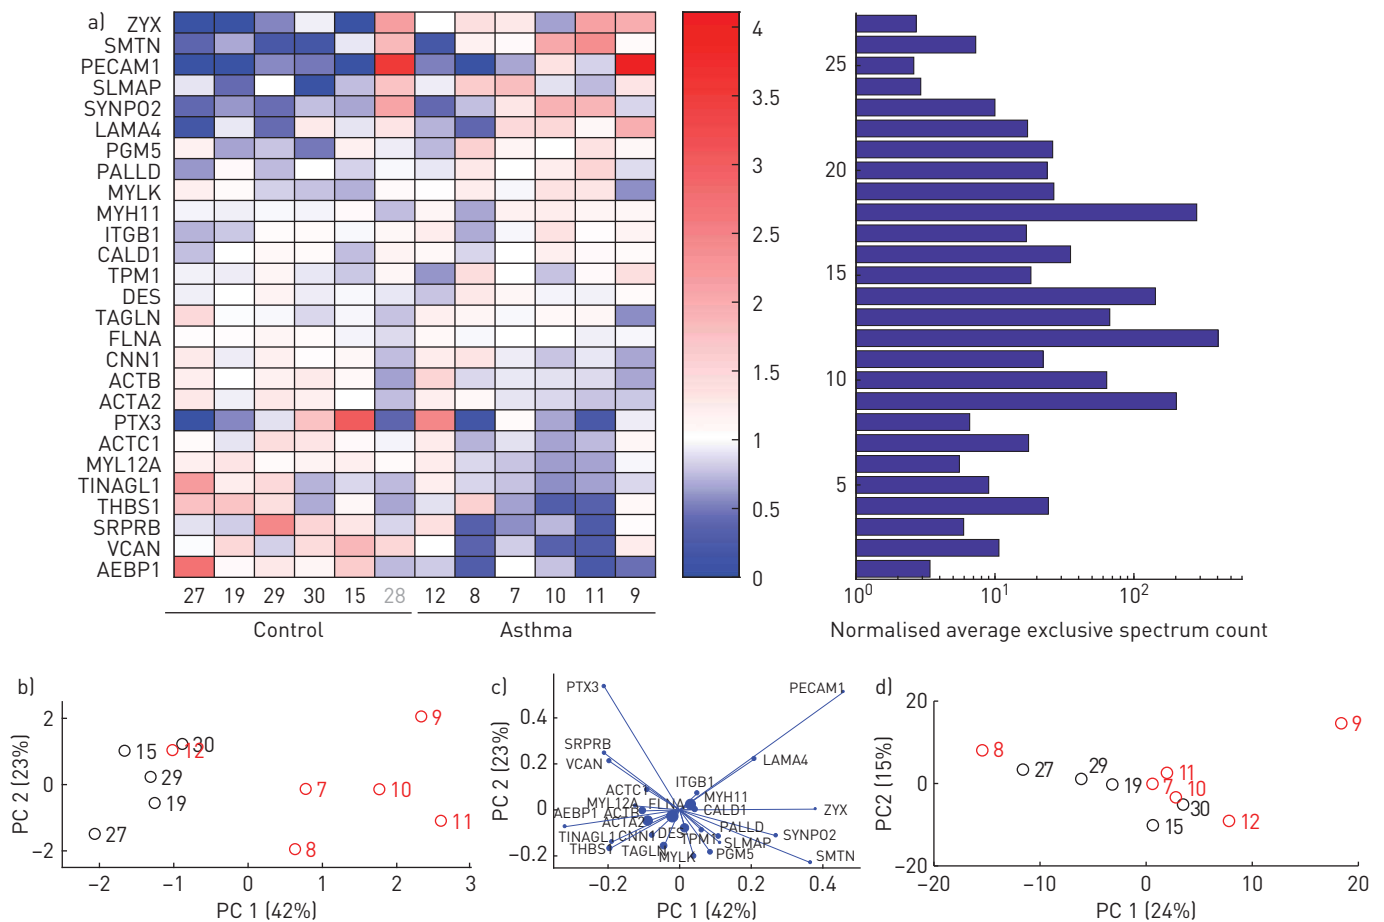 a)
ZYX
SMTN
PECAM1
SLMAP
SYNPO2
LAMA4
PGM5
PALLD
MYLK
MYH11
ITGB1
CALD1
TPM1
DES
TAGLN
FLNA
CNN1
ACTB
ACTA2
PTX3
ACTC1
MYL12A
TINAGL1
THBS1
SRPRB
VCAN
AEBP1
27 19 29 30 15 28 12 8 7 10 11 9
Control Asthma
4
3.5
3
2.5
2
1.5
1
0.5
0
25
20
15
10
5
10⁰ 10¹ 10²
Normalised average exclusive spectrum count
b)
PC 2 (23%)
2
0
−2
−2 −1 0 1 2 3
PC 1 (42%)
9
30
12
15
29
19
7
10
11
27
8
c)
PC 2 (23%)
0.4
0.2
0
−0.2
−0.2 0 0.2 0.4
PC 1 (42%)
PTX3
PECAM1
SRPRB
VCAN
LAMA4
ITGB1
ACTC1
MYL12A FLNA MYH11
AEBP1 ACTB CALD1 ZYX
ACTA2
PALLD
TINAGL1 CNN1 DES TPM1 SYNPO2
SLMAP
THBS1 TAGLN MYLK PGM5 SMTN
d)
PC2 (15%)
20
0
−20
−20 −10 0 10 20
PC 1 (24%)
9
8
27
29
19
11
7
10
30
15
12